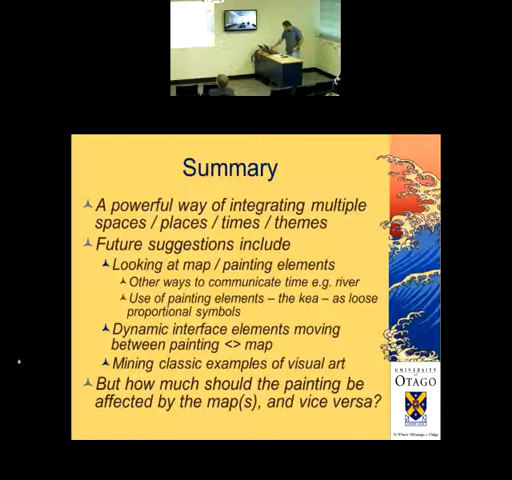 Summary
A powerful way of integrating multiple
spaces / places / times / themes
Future suggestions include
Looking at map / painting elements
Other ways to communicate time e.g. river
Use of painting elements – the kea – as loose
proportional symbols
Dynamic interface elements moving
between painting <> map
Mining classic examples of visual art
But how much should the painting be
affected by the map(s), and vice versa?
UNIVERSITY
of
OTAGO